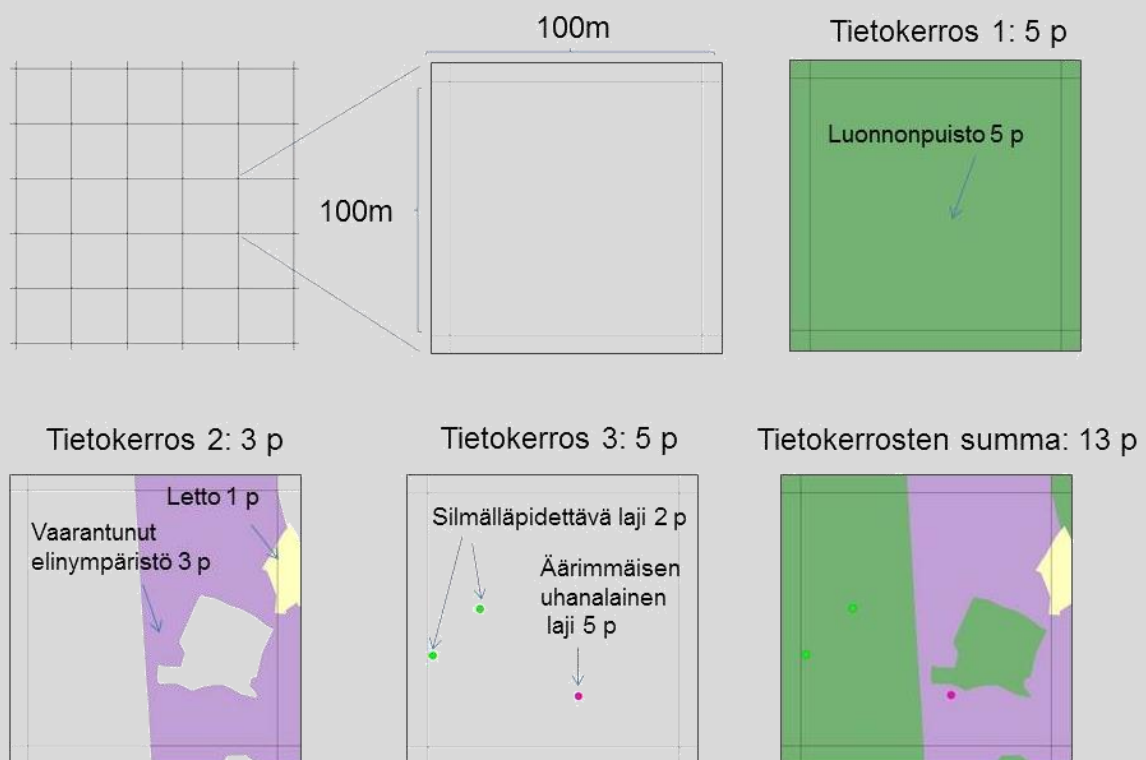 100m
Tietokerros 1: 5 p
Luonnonpuisto 5 p
100m
Tietokerros 2: 3 p
Letto 1 p
Vaarantunut
elinympäristö 3 p
Tietokerros 3: 5 p
Silmälläpidettävä laji 2 p
Äärimmäisen
uhanalainen
laji 5 p
Tietokerrosten summa: 13 p